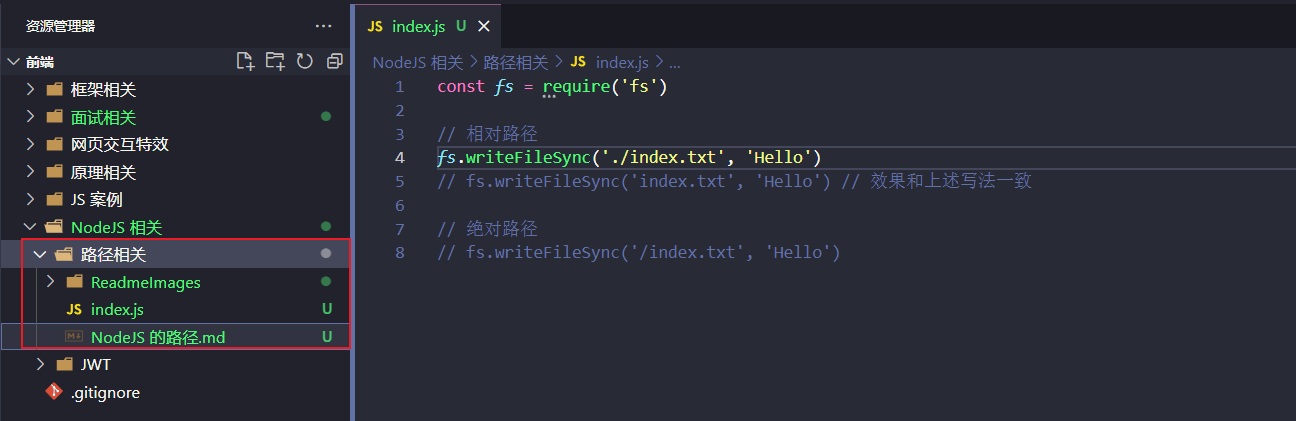 资源管理器 ···
前端
框架相关
面试相关
网页交互特效
原理相关
JS 案例
NodeJS 相关
路径相关
ReadmeImages
JS index.js U
NodeJS 的路径.md U
JWT
.gitignore
JS index.js U ×
NodeJS 相关 > 路径相关 > JS index.js > ...
1 const fs = require('fs')
2
3 // 相对路径
4 fs.writeFileSync('./index.txt', 'Hello')
5 // fs.writeFileSync('index.txt', 'Hello') // 效果和上述写法一致
6
7 // 绝对路径
8 // fs.writeFileSync('/index.txt', 'Hello')